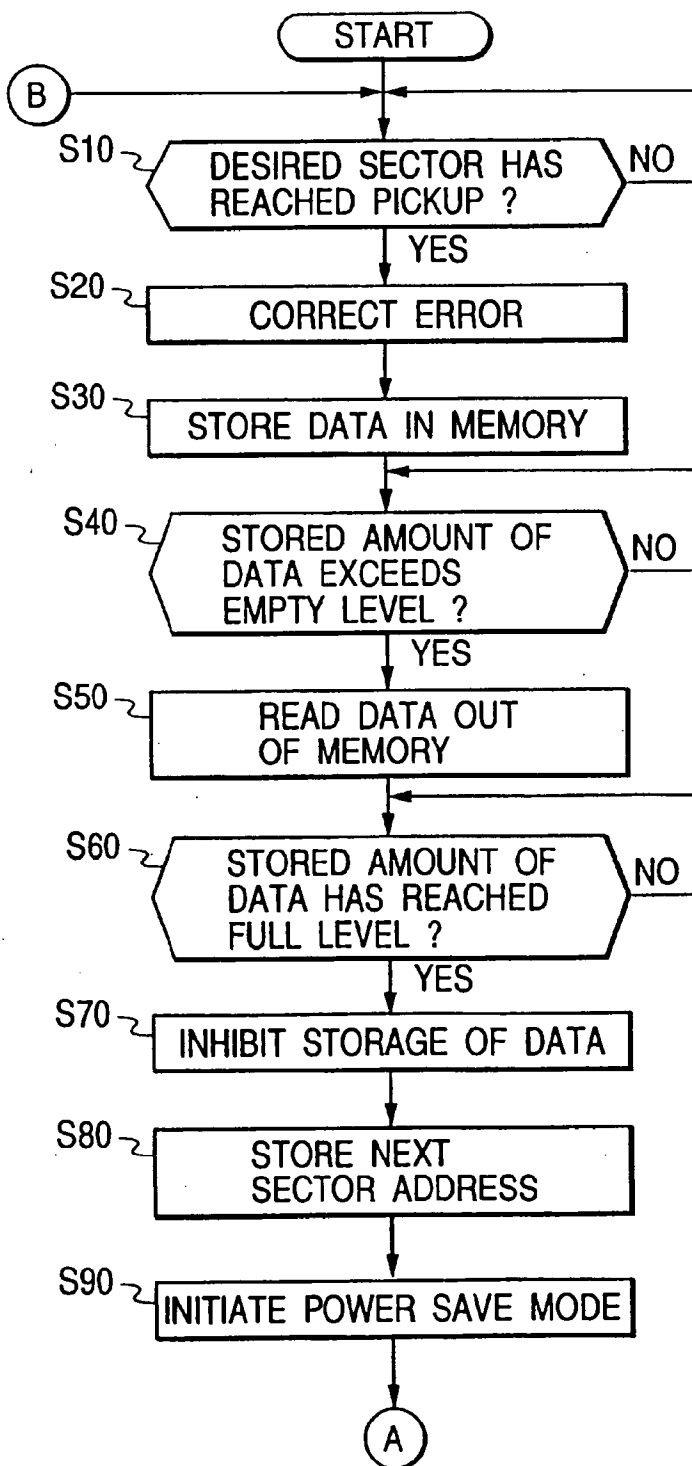 START
B
S10
DESIRED SECTOR HAS
REACHED PICKUP ?
NO
YES
S20
CORRECT ERROR
S30
STORE DATA IN MEMORY
S40
STORED AMOUNT OF
DATA EXCEEDS
EMPTY LEVEL ?
NO
YES
S50
READ DATA OUT
OF MEMORY
S60
STORED AMOUNT OF
DATA HAS REACHED
FULL LEVEL ?
NO
YES
S70
INHIBIT STORAGE OF DATA
S80
STORE NEXT
SECTOR ADDRESS
S90
INITIATE POWER SAVE MODE
A